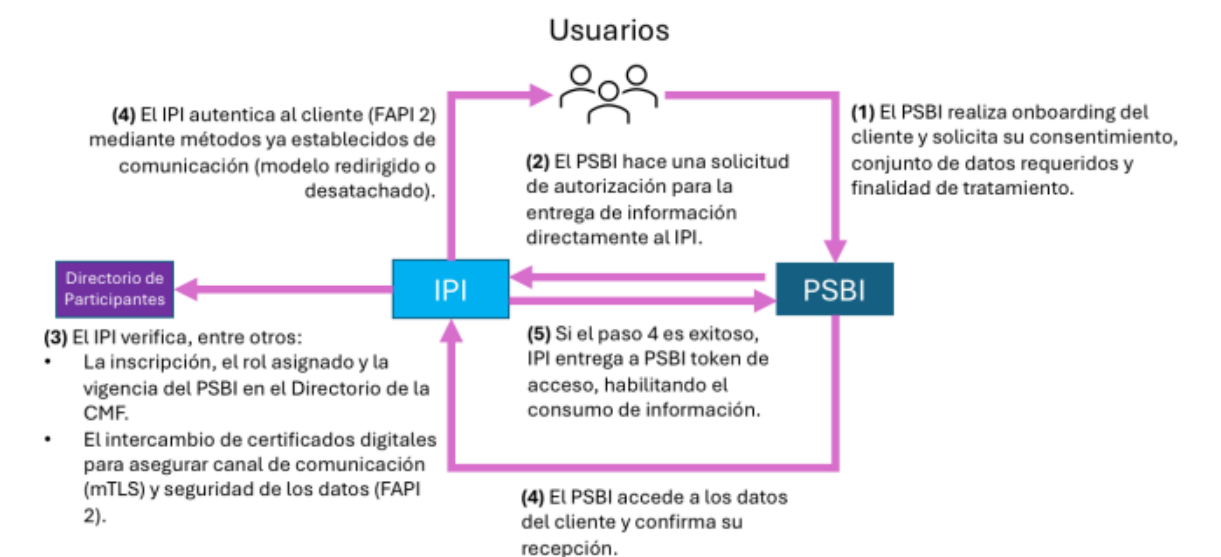 Usuarios
(4) El IPI autentica al cliente (FAPI 2)
mediante métodos ya establecidos de
comunicación (modelo redirigido o
desatachado).
(1) El PSBI realiza onboarding del
cliente y solicita su consentimiento,
conjunto de datos requeridos y
finalidad de tratamiento.
(2) El PSBI hace una solicitud
de autorización para la
entrega de información
directamente al IPI.
Directorio de
Participantes
IPI
PSBI
(3) El IPI verifica, entre otros:
• La inscripción, el rol asignado y la
vigencia del PSBI en el Directorio de la
CMF.
• El intercambio de certificados digitales
para asegurar canal de comunicación
(mTLS) y seguridad de los datos (FAPI
2).
(5) Si el paso 4 es exitoso,
IPI entrega a PSBI token de
acceso, habilitando el
consumo de información.
(4) El PSBI accede a los datos
del cliente y confirma su
recepción.